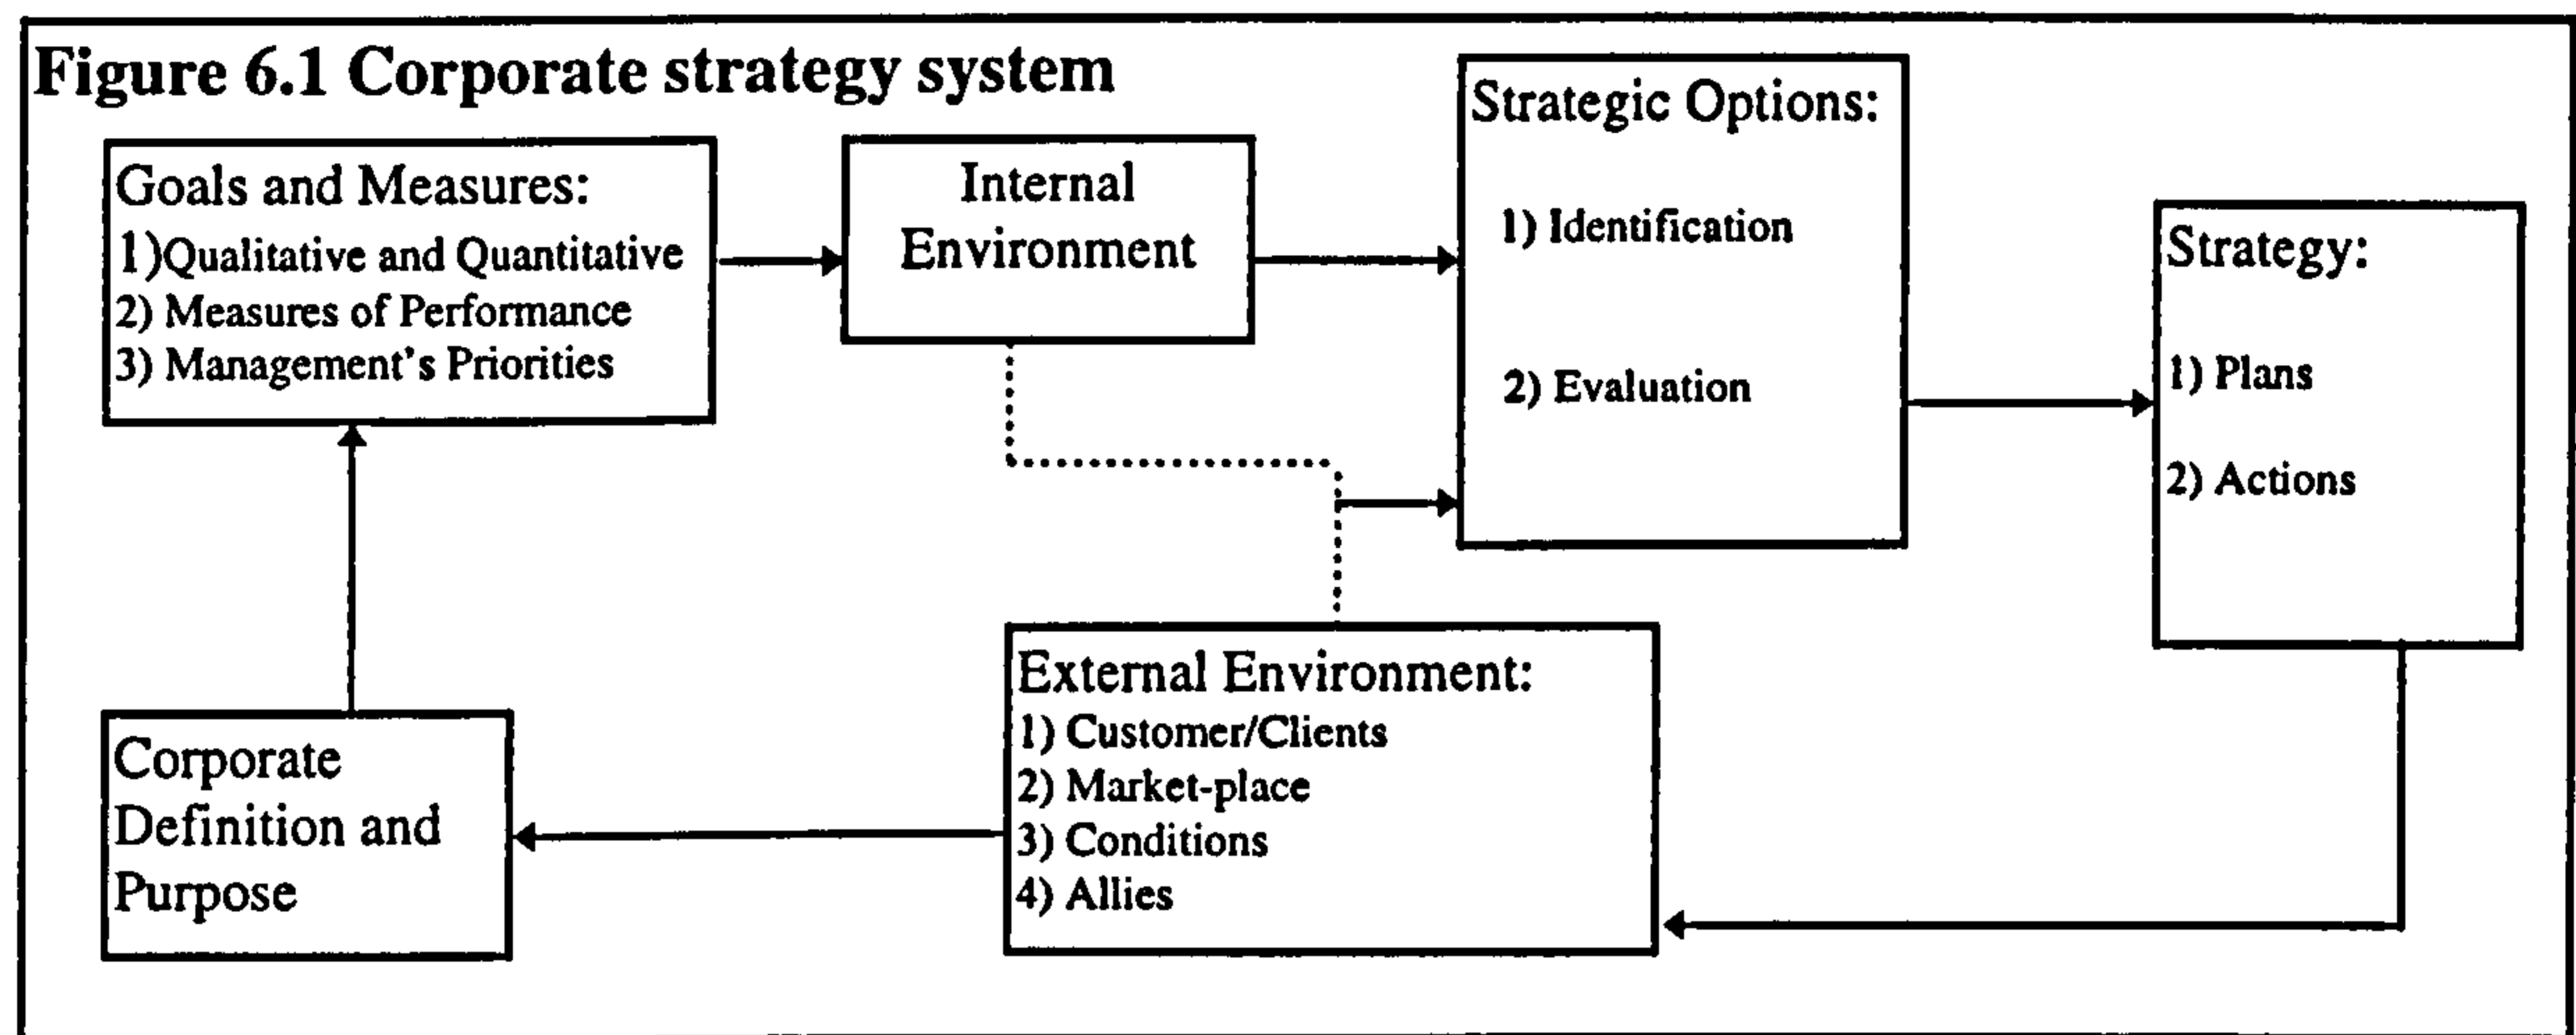 Figure 6.1 Corporate strategy system
Goals and Measures:
1)Qualitative and Quantitative
2) Measures of Performance
3) Management's Priorities
Internal
Environment
Strategic Options:
1) Identification
2) Evaluation
Strategy:
1) Plans
2) Actions
External Environment:
1) Customer/Clients
2) Market-place
3) Conditions
4) Allies
Corporate
Definition and
Purpose